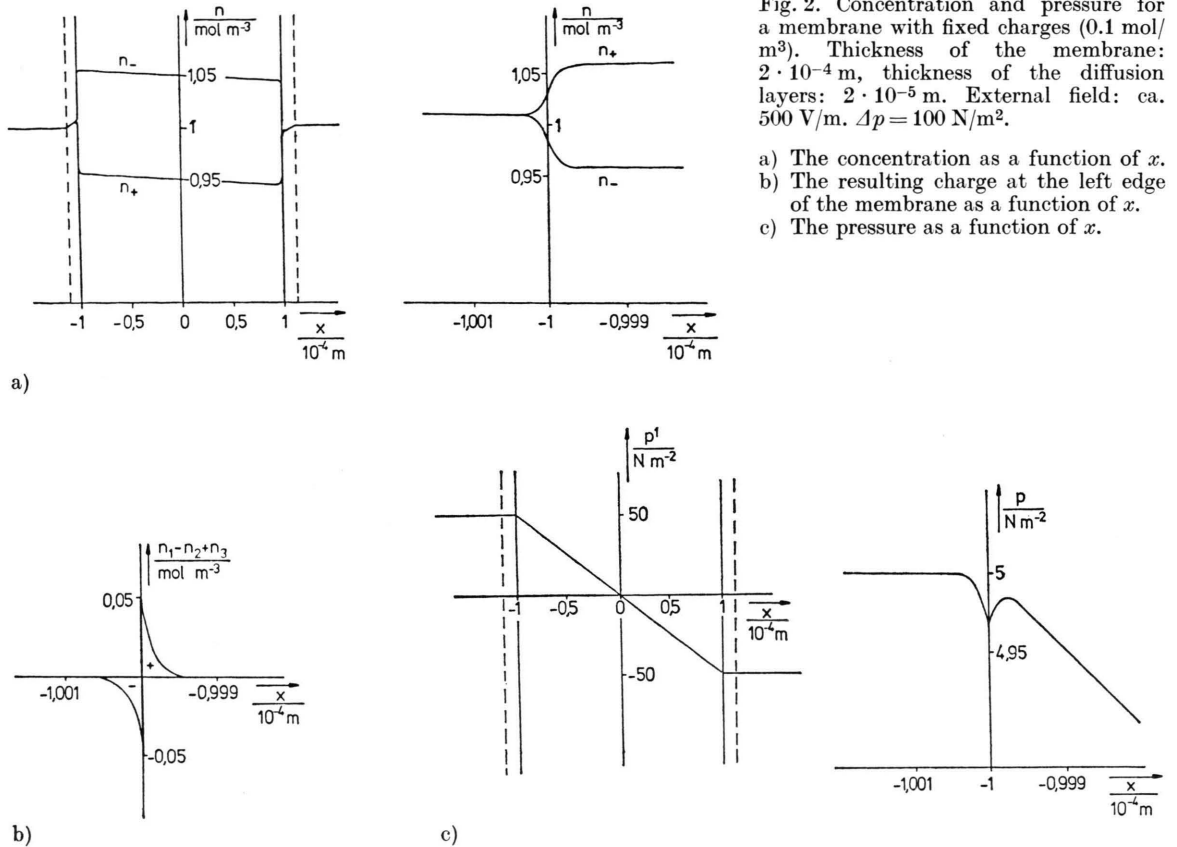 n
mol m⁻³
n₋
1,05
1
0,95
n₊
-1 -0,5 0 0,5 1
x
10⁻⁴ m
n
mol m⁻³
n₊
1,05
1
0,95
n₋
-1,001 -1 -0,999
x
10⁻⁴ m
Fig. 2. Concentration and pressure for
a membrane with fixed charges (0.1 mol/
m³). Thickness of the membrane:
2 · 10⁻⁴ m, thickness of the diffusion
layers: 2 · 10⁻⁵ m. External field: ca.
500 V/m. Δp = 100 N/m².
a) The concentration as a function of x.
b) The resulting charge at the left edge
of the membrane as a function of x.
c) The pressure as a function of x.
a)
n₁-n₂+n₃
mol m⁻³
0,05
+
-
-1,001 -0,999
x
10⁻⁴ m
-0,05
b)
p¹
N m⁻²
50
-1 -0,5 0 0,5 1
x
10⁻⁴ m
-50
p
N m⁻²
5
4,95
-1,001 -1 -0,999
x
10⁻⁴ m
c)